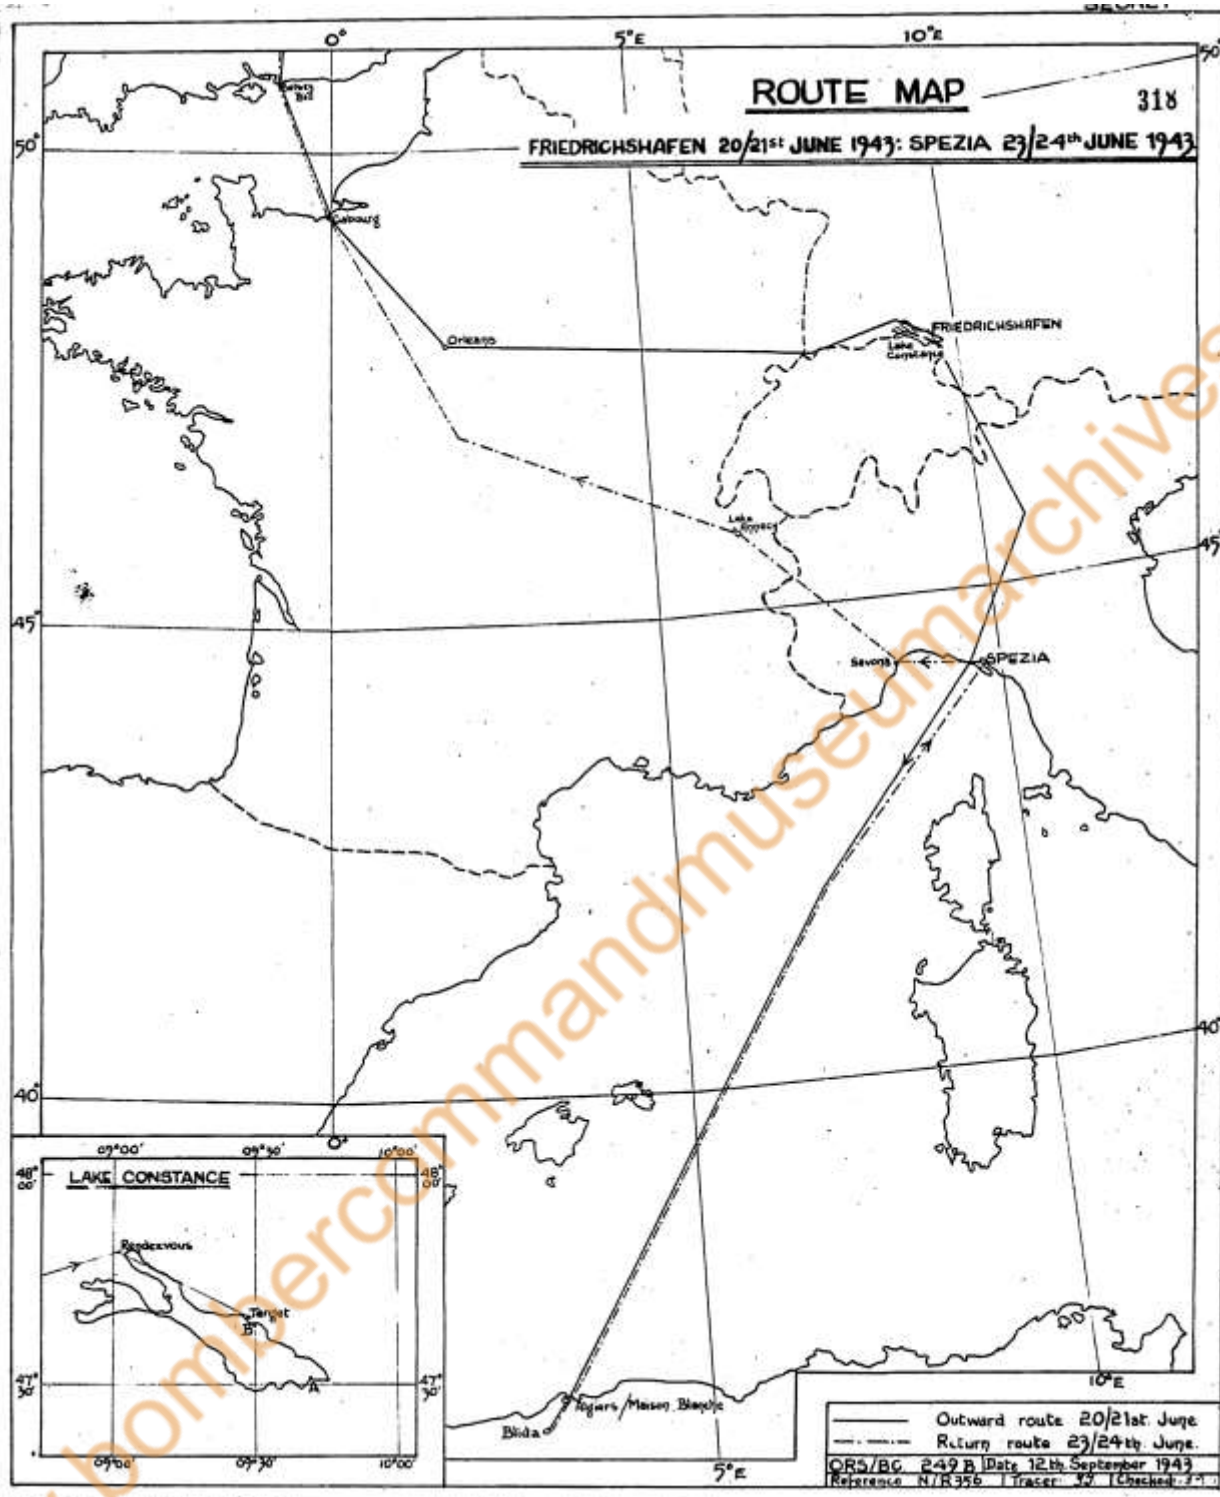 SECRET
0°
5°E
10°E
50°
ROUTE MAP
318
50°
FRIEDRICHSHAFEN 20/21st JUNE 1943: SPEZIA 23/24th JUNE 1943
Cabourg
Orleans
FRIEDRICHSHAFEN
Lake
Constance
Lake
Annecy
45°
45°
Savona
SPEZIA
40°
40°
0°
09°00'
09°30'
10°00'
48°
00'
LAKE CONSTANCE
48°
00'
Rendezvous
Target
B
A
47°
30'
47°
30'
10°E
Algiers/Maison Blanche
Blida
09°00'
09°30'
10°00'
5°E
Outward route 20/21st. June
Return route 23/24th. June.
ORS/BC 249 B Date 12th. September 1943
Reference N/R356 Tracer Checked
bombercommandmuseumarchives